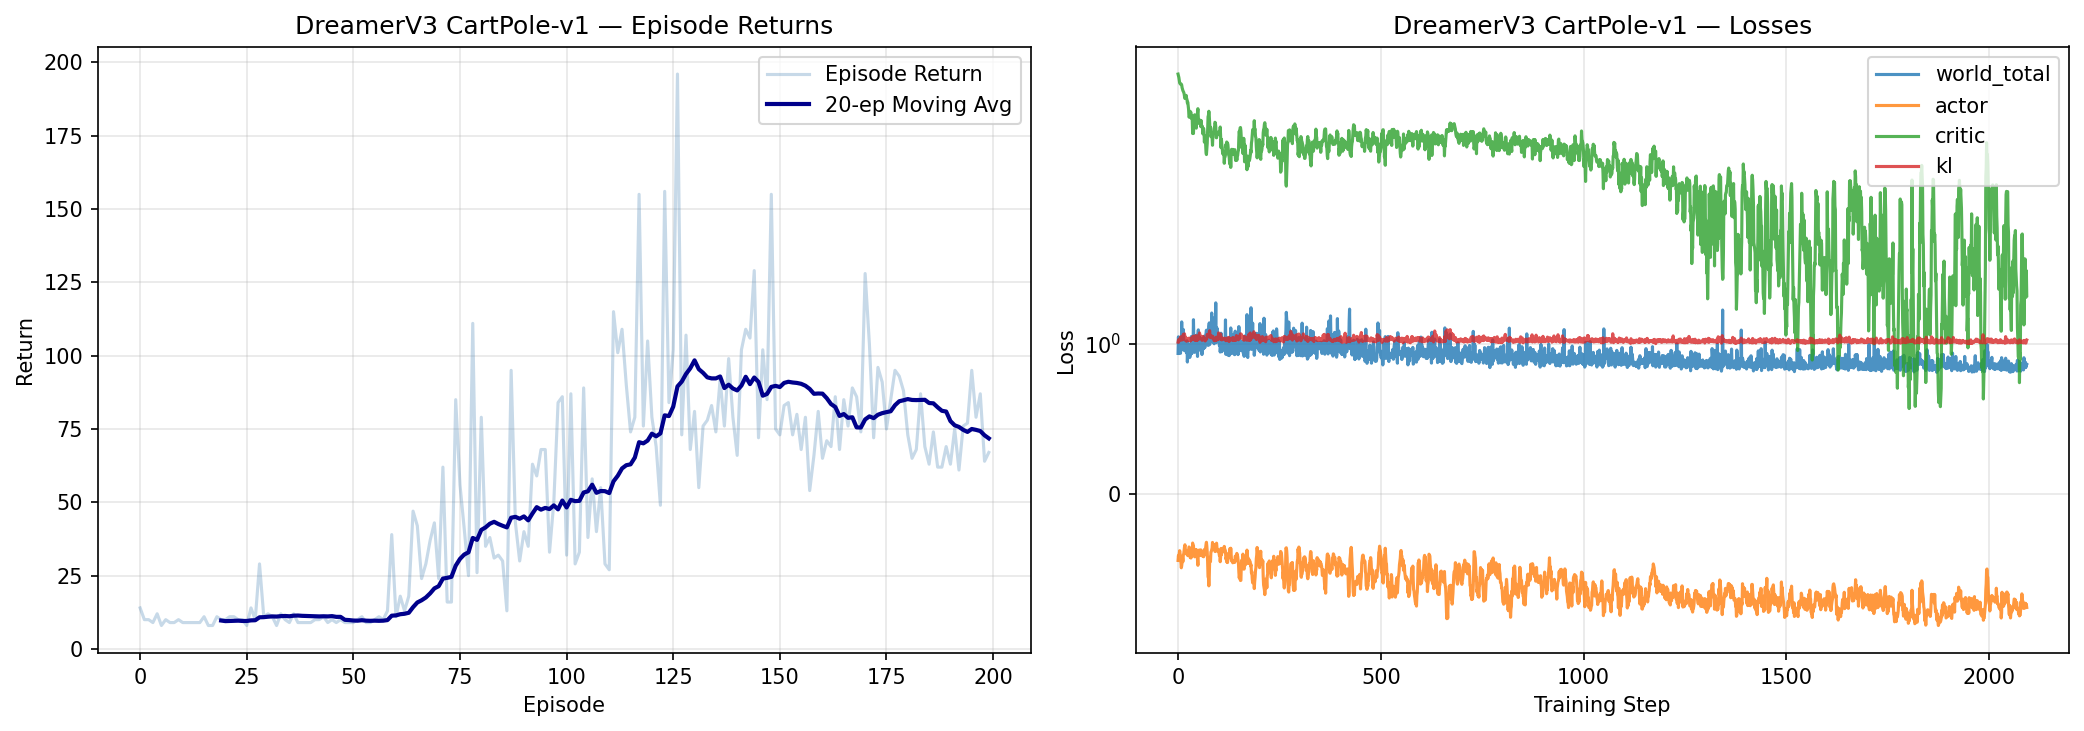 DreamerV3 CartPole-v1 — Episode Returns
Return
200
175
150
125
100
75
50
25
0
Episode Return
20-ep Moving Avg
0 25 50 75 100 125 150 175 200
Episode
DreamerV3 CartPole-v1 — Losses
Loss
10⁰
0
world_total
actor
critic
kl
0 500 1000 1500 2000
Training Step